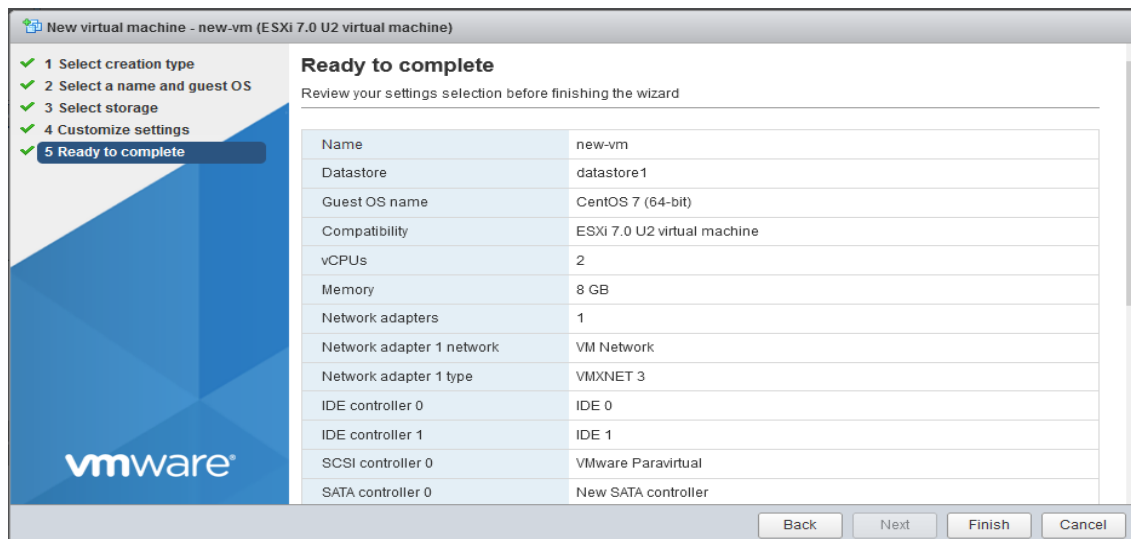 New virtual machine - new-vm (ESXi 7.0 U2 virtual machine)
1 Select creation type
2 Select a name and guest OS
3 Select storage
4 Customize settings
5 Ready to complete
vmware®
Ready to complete
Review your settings selection before finishing the wizard
Name new-vm
Datastore datastore1
Guest OS name CentOS 7 (64-bit)
Compatibility ESXi 7.0 U2 virtual machine
vCPUs 2
Memory 8 GB
Network adapters 1
Network adapter 1 network VM Network
Network adapter 1 type VMXNET 3
IDE controller 0 IDE 0
IDE controller 1 IDE 1
SCSI controller 0 VMware Paravirtual
SATA controller 0 New SATA controller
Back Next Finish Cancel